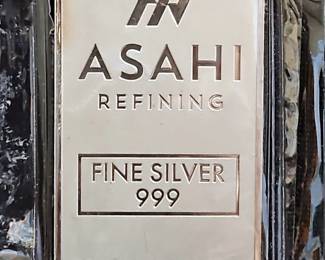 ASAHI
REFINING
FINE SILVER
999